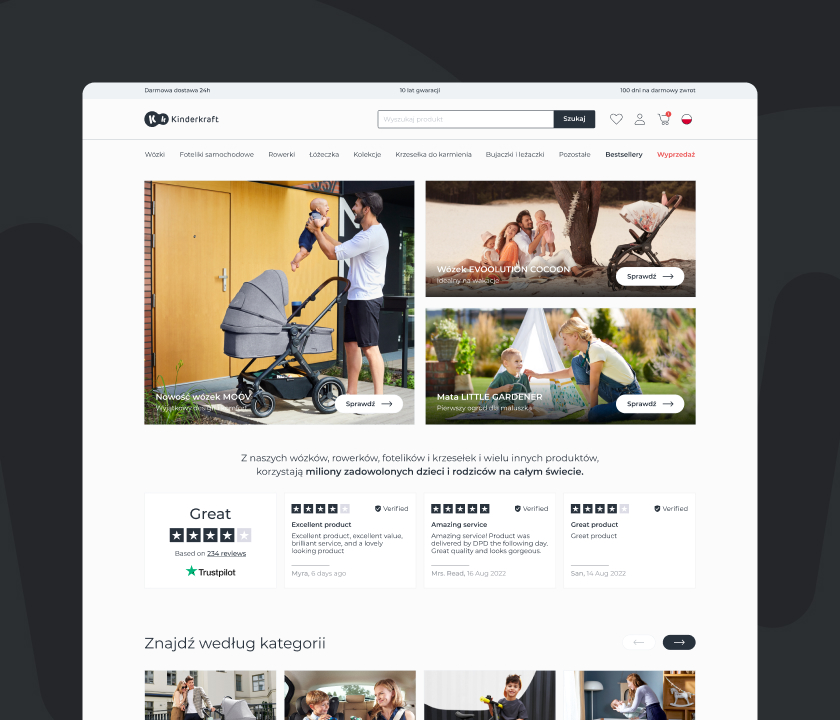 Darmowa dostawa 24h
10 lat gwaracji
100 dni na darmowy zwrot
Kk Kinderkraft
Wyszukaj produkt
Szukaj
1
Wózki
Foteliki samochodowe
Rowerki
Łóżeczka
Kolekcje
Krzesełka do karmienia
Bujaczki i leżaczki
Pozostałe
Bestsellery
Wyprzedaż
Nowość wózek MOOV
Wyjątkowy design i komfort
Sprawdź
Wózek EVOOLUTION COCOON
Idealny na wakacje
Sprawdź
Mata LITTLE GARDENER
Pierwszy ogród dla maluszka
Sprawdź
Z naszych wózków, rowerków, fotelików i krzesełek i wielu innych produktów,
korzystają miliony zadowolonych dzieci i rodziców na całym świecie.
Great
Based on 234 reviews
Trustpilot
Verified
Excellent product
Excellent product, excellent value,
brilliant service, and a lovely
looking product
Myra, 6 days ago
Verified
Amazing service
Amazing service! Product was
delivered by DPD the following day.
Great quality and looks gorgeous.
Mrs. Read, 16 Aug 2022
Verified
Great product
Great product
San, 14 Aug 2022
Znajdź według kategorii